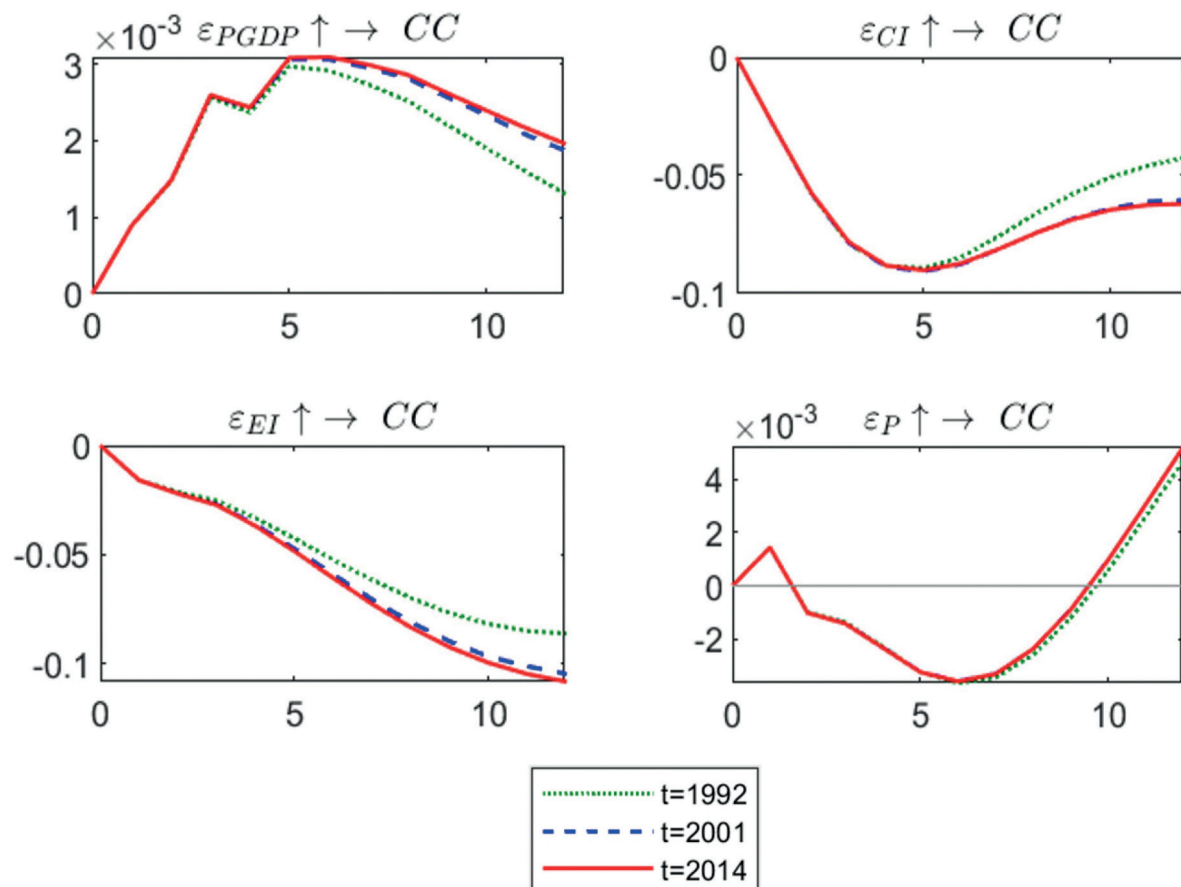 ×10⁻³ ε_PGDP ↑ → CC
3
2
1
0
0 5 10
ε_CI ↑ → CC
0
-0.05
-0.1
0 5 10
ε_EI ↑ → CC
0
-0.05
-0.1
0 5 10
×10⁻³ ε_P ↑ → CC
4
2
0
-2
0 5 10
t=1992
t=2001
t=2014